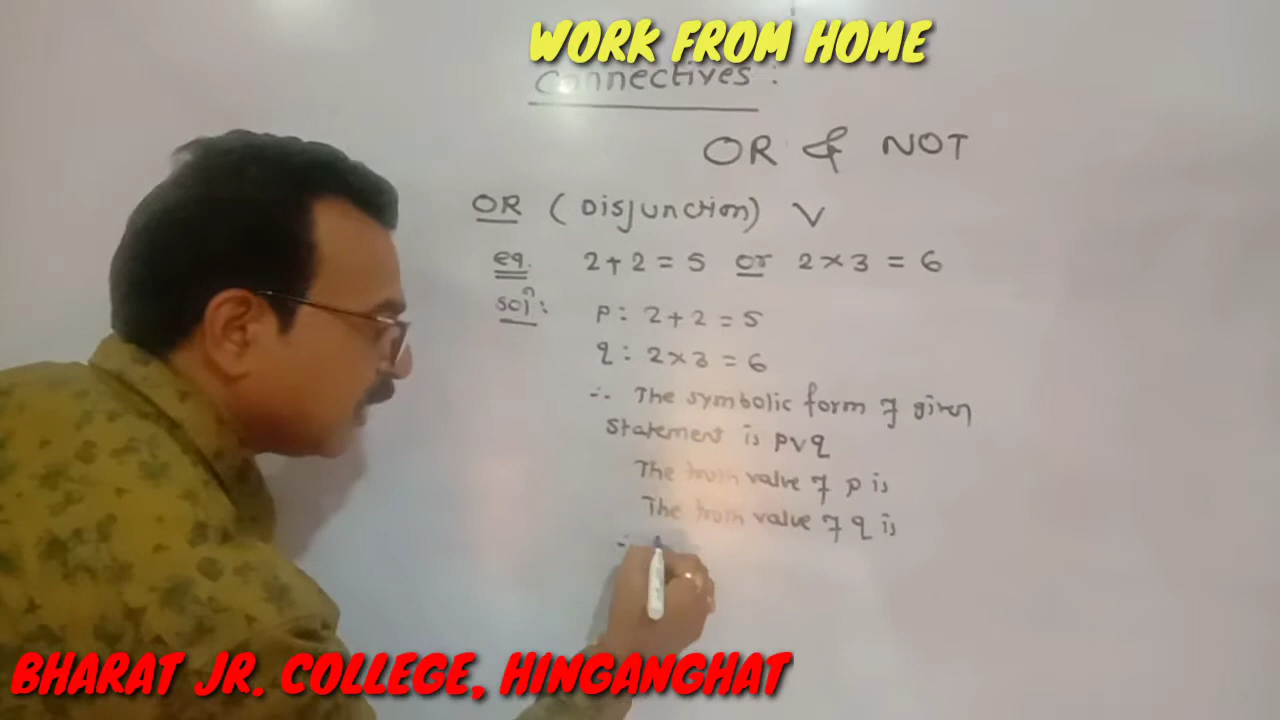 WORK FROM HOME
Connectives :
OR & NOT
OR ( Disjunction) ∨
eg. 2+2 = 5 or 2×3 = 6
solⁿ: p : 2+2 = 5
q : 2×3 = 6
∴ The symbolic form of given
statement is p∨q
The truth value of p is
The truth value of q is
∴
BHARAT JR. COLLEGE, HINGANGHAT